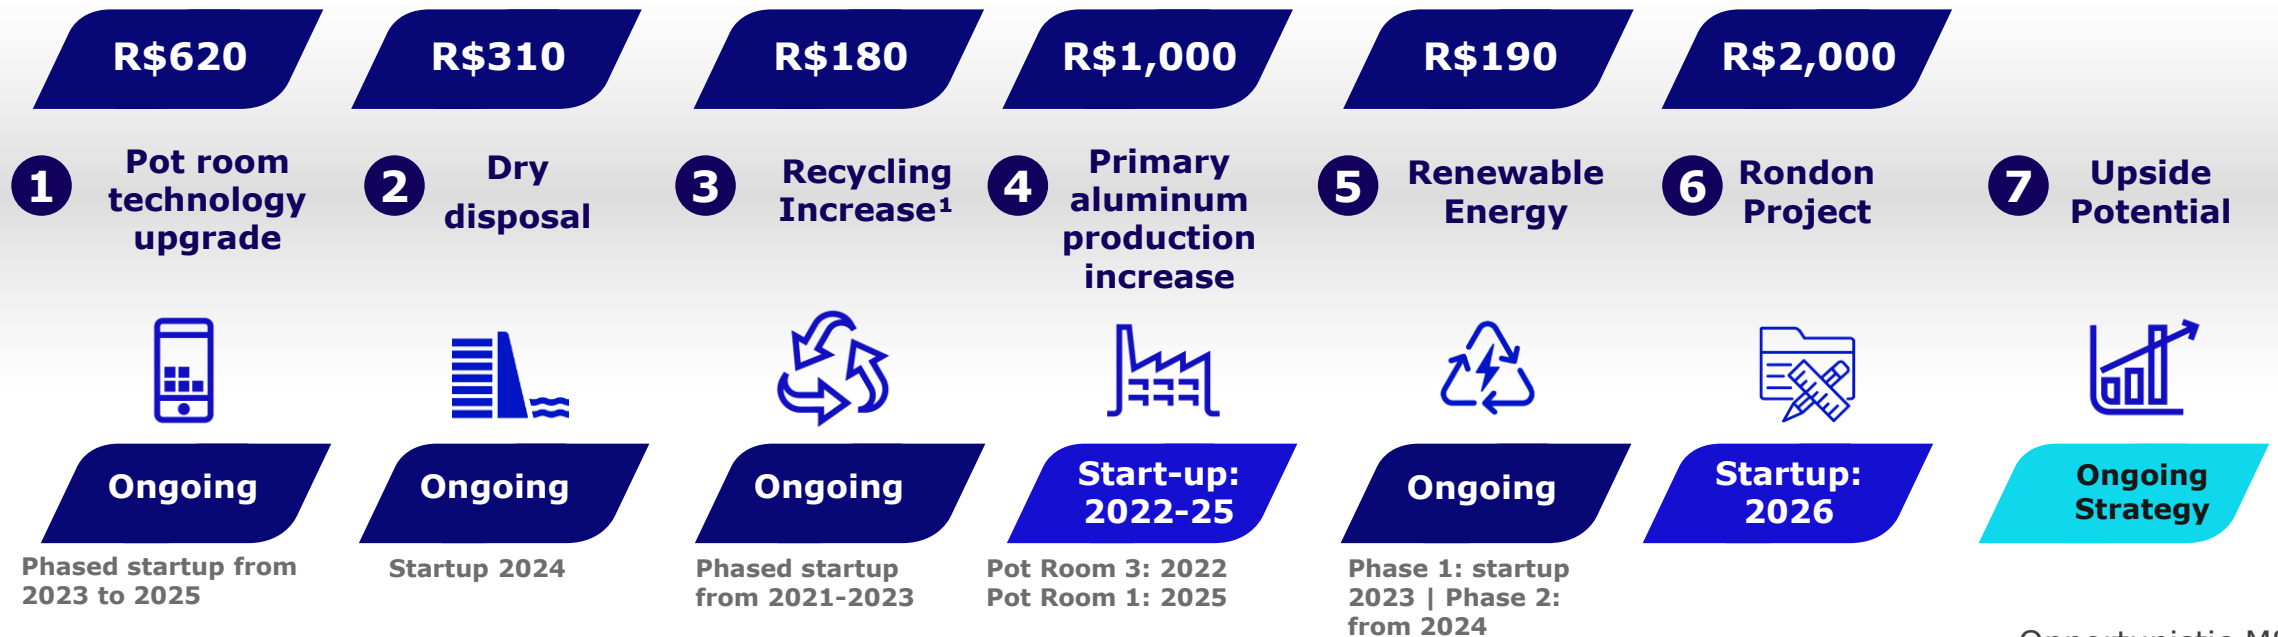 R$620
R$310
R$180
R$1,000
R$190
R$2,000
1
Pot room
technology
upgrade
2
Dry
disposal
3
Recycling
Increase¹
4
Primary
aluminum
production
increase
5
Renewable
Energy
6
Rondon
Project
7
Upside
Potential
Ongoing
Ongoing
Ongoing
Start-up:
2022-25
Ongoing
Startup:
2026
Ongoing
Strategy
Phased startup from
2023 to 2025
Startup 2024
Phased startup
from 2021-2023
Pot Room 3: 2022
Pot Room 1: 2025
Phase 1: startup
2023 | Phase 2:
from 2024